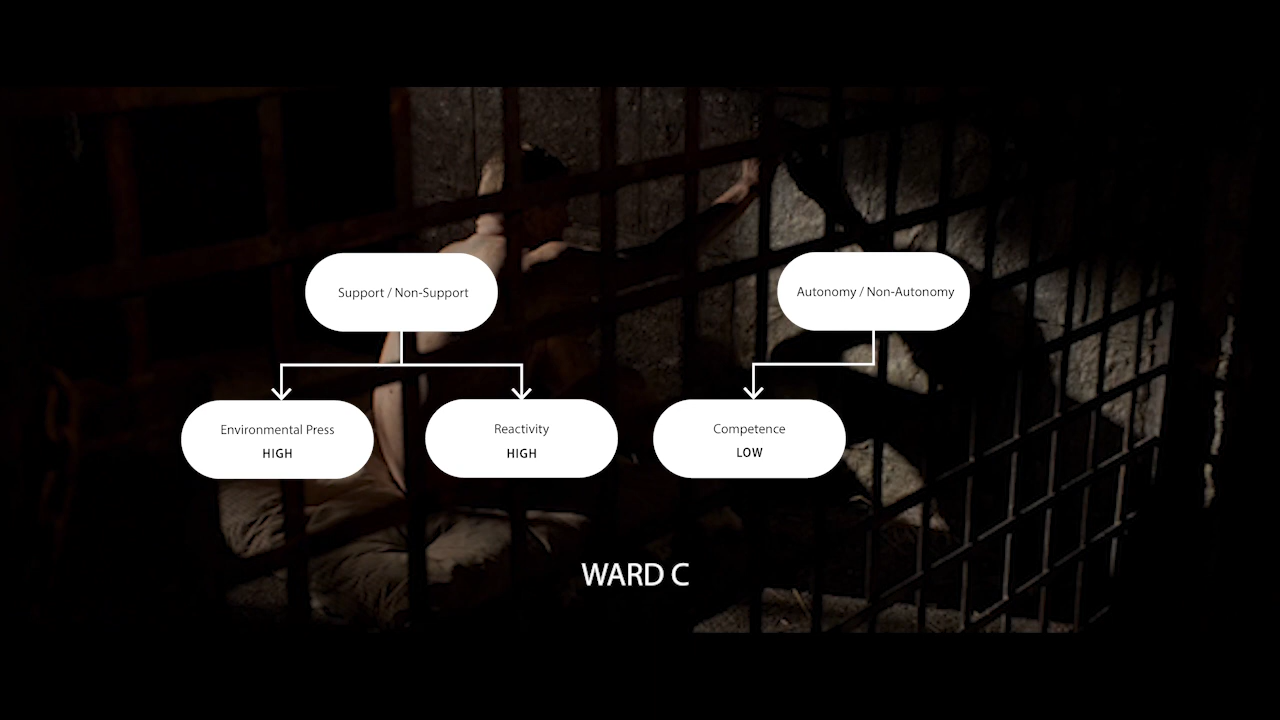 Support / Non-Support
Autonomy / Non-Autonomy
Environmental Press
HIGH
Reactivity
HIGH
Competence
LOW
WARD C